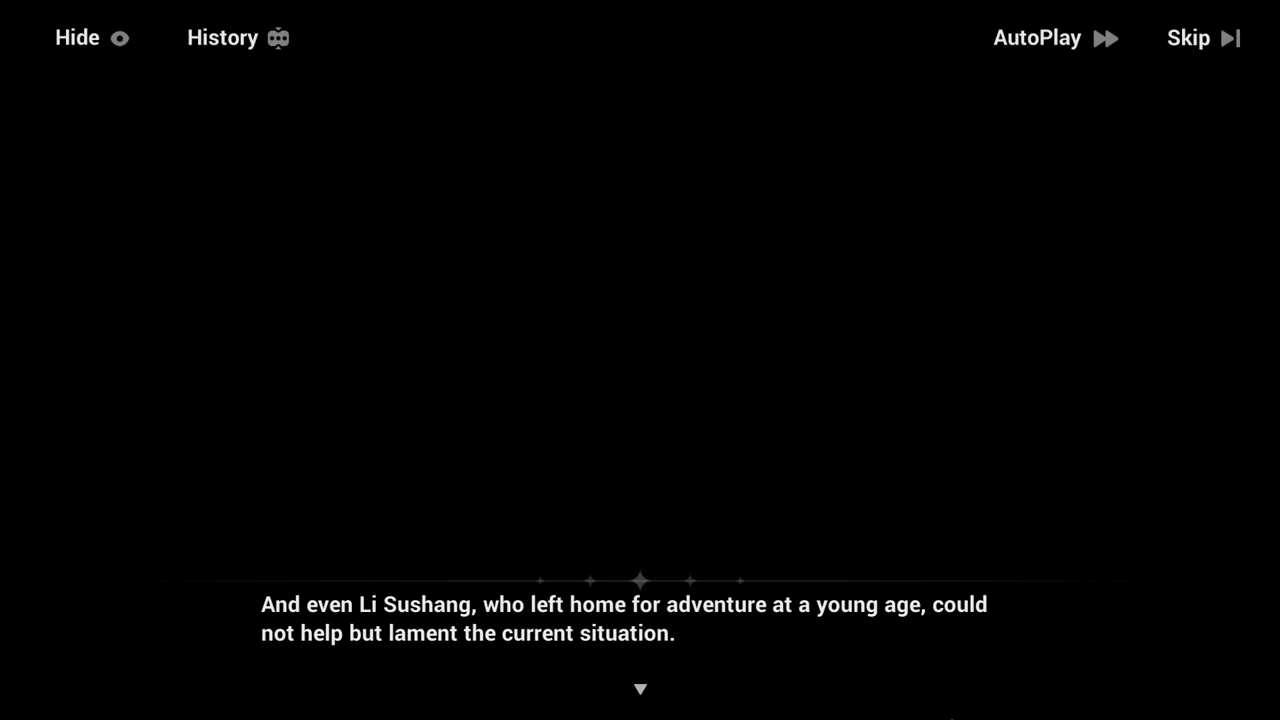 Hide
History
AutoPlay
Skip
And even Li Sushang, who left home for adventure at a young age, could
not help but lament the current situation.